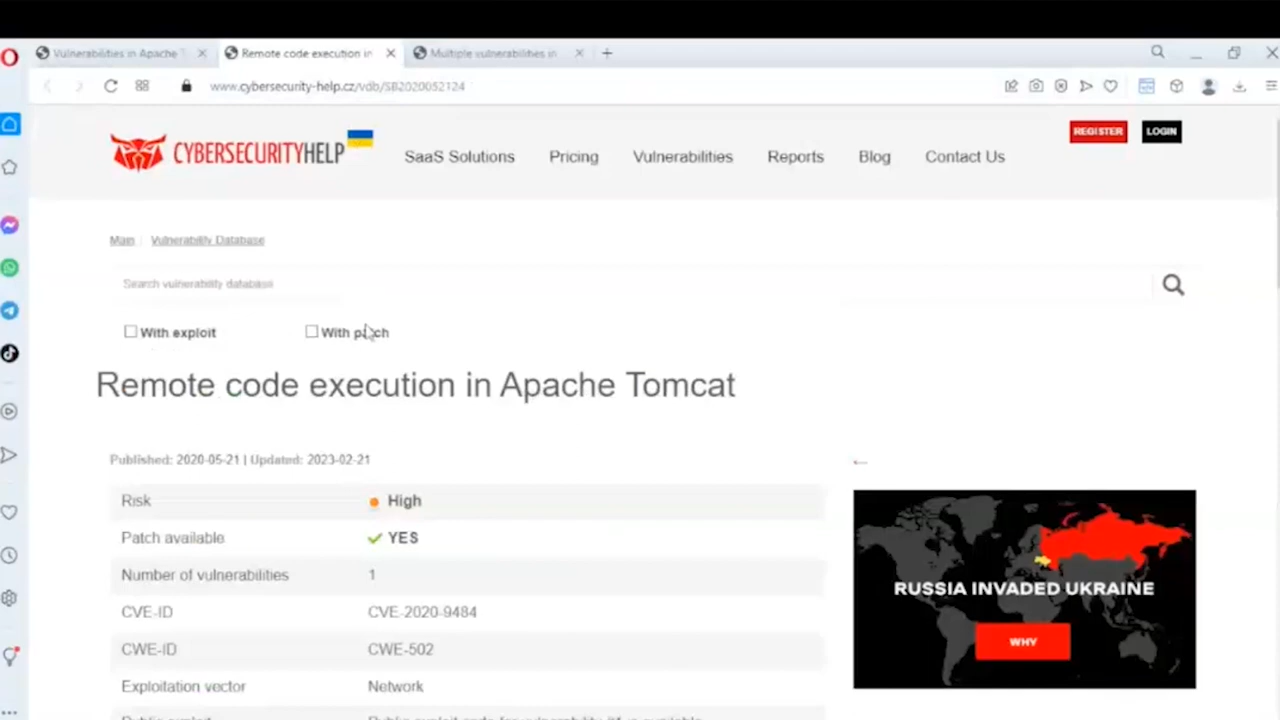 Vulnerabilities in Apache T
Remote code execution in
Multiple vulnerabilities in
www.cybersecurity-help.cz/vdb/SB2020052124
REGISTER
LOGIN
CYBERSECURITYHELP
SaaS Solutions
Pricing
Vulnerabilities
Reports
Blog
Contact Us
Main
Vulnerability Database
Search vulnerability database
With exploit
With patch
Remote code execution in Apache Tomcat
Published: 2020-05-21 | Updated: 2023-02-21
Risk High
Patch available YES
Number of vulnerabilities 1
CVE-ID CVE-2020-9484
CWE-ID CWE-502
Exploitation vector Network
RUSSIA INVADED UKRAINE
WHY